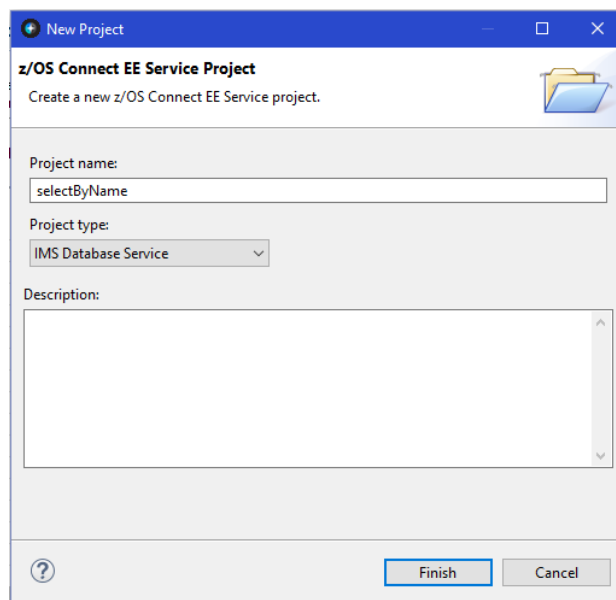 New Project
z/OS Connect EE Service Project
Create a new z/OS Connect EE Service project.
Project name:
selectByName
Project type:
IMS Database Service
Description:
?
Finish
Cancel